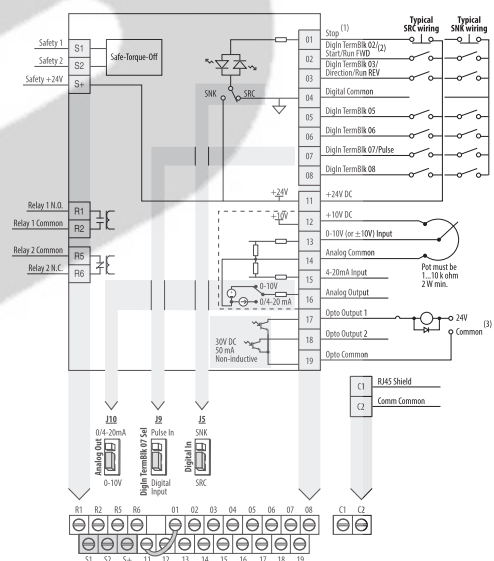 Typical SRC wiring
Typical SNK wiring
Safety 1
S1
Safety 2
S2
Safety +24V
S+
Safe-Torque-Off
SNK
SRC
01
Stop (1)
02
DigIn TermBlk 02/(2)
Start/Run FWD
03
DigIn TermBlk 03/
Direction/Run REV
04
Digital Common
05
DigIn TermBlk 05
06
DigIn TermBlk 06
07
DigIn TermBlk 07/Pulse
08
DigIn TermBlk 08
+24V
11
+24V DC
+10V
12
+10V DC
13
0-10V (or ±10V) Input
14
Analog Common
15
4-20mA Input
16
Analog Output
17
Opto Output 1
18
Opto Output 2
19
Opto Common
Pot must be
1...10 k ohm
2 W min.
24V
Common
(3)
Relay 1 N.O.
R1
Relay 1 Common
R2
Relay 2 Common
R5
Relay 2 N.C.
R6
0-10V
0/4-20 mA
30V DC
50 mA
Non-inductive
C1
RJ45 Shield
C2
Comm Common
J10
0/4-20mA
Analog Out
0-10V
J9
Pulse In
DigIn TermBlk 07 Sel
Digital
Input
J5
SNK
Digital In
SRC
R1 R2 R5 R6 01 02 03 04 05 06 07 08
C1 C2
S1 S2 S+ 11 12 13 14 15 16 17 18 19